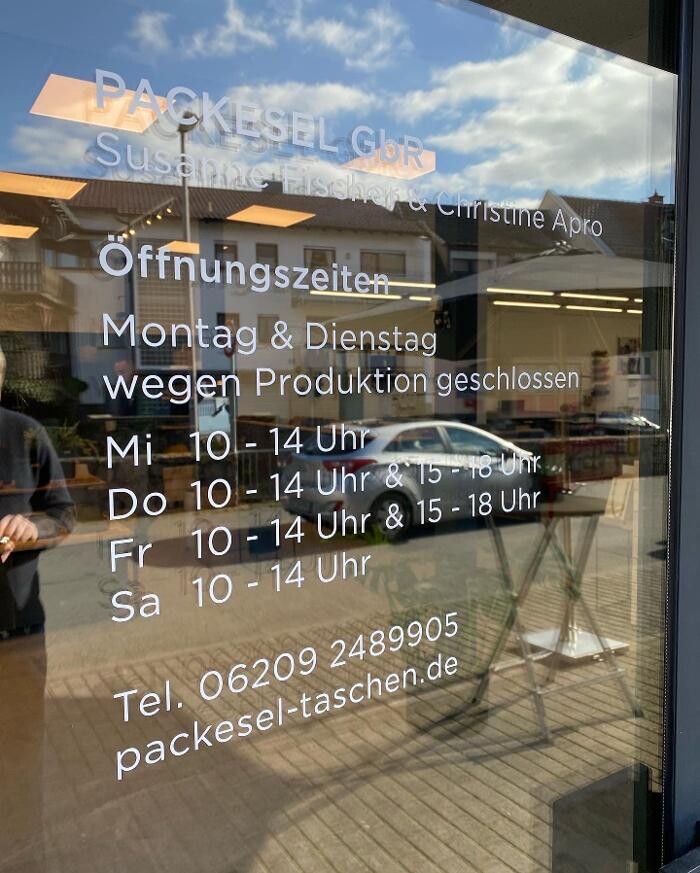 PACKESEL GbR
Susanne Fischer & Christine Apro
Öffnungszeiten
Montag & Dienstag
wegen Produktion geschlossen
Mi 10 - 14 Uhr
Do 10 - 14 Uhr & 15 - 18 Uhr
Fr 10 - 14 Uhr & 15 - 18 Uhr
Sa 10 - 14 Uhr
Tel. 06209 2489905
packesel-taschen.de